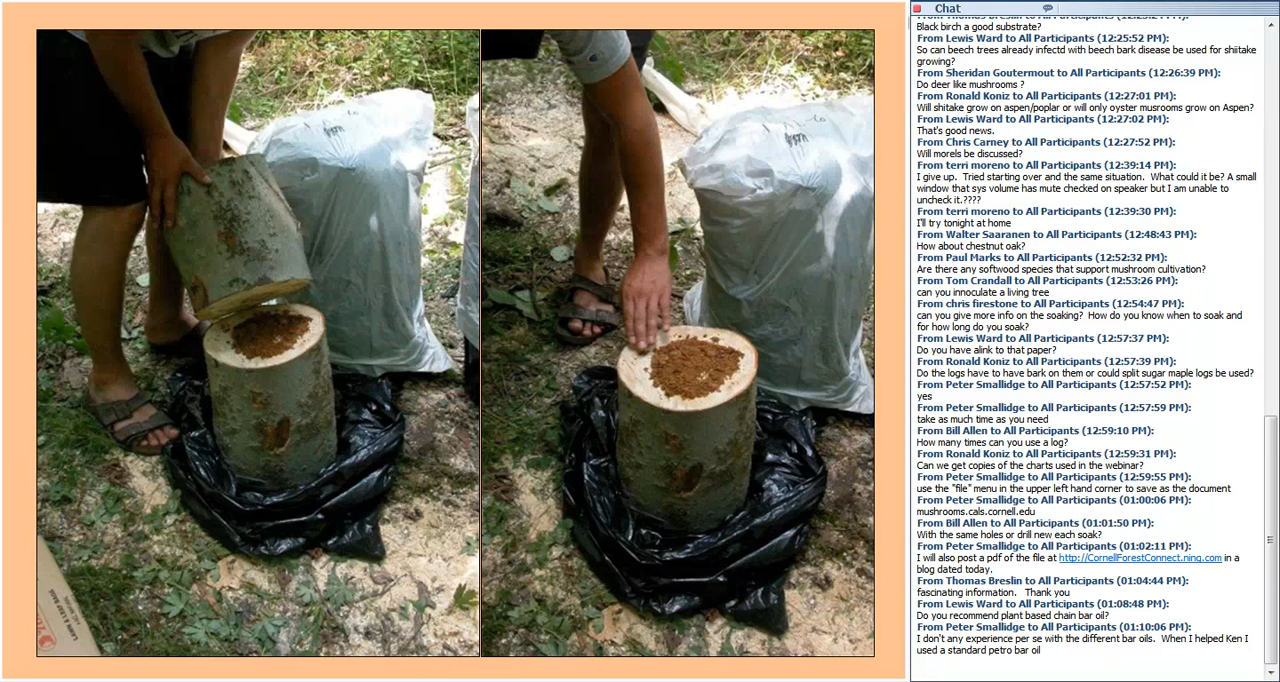 Chat
From Thomas Breslin to All Participants
Black birch a good substrate?
From Lewis Ward to All Participants (12:25:52 PM):
So can beech trees already infectd with beech bark disease be used for shiitake
growing?
From Sheridan Goutermout to All Participants (12:26:39 PM):
Do deer like mushrooms ?
From Ronald Koniz to All Participants (12:27:01 PM):
Will shitake grow on aspen/poplar or will only oyster musrooms grow on Aspen?
From Lewis Ward to All Participants (12:27:02 PM):
That's good news.
From Chris Carney to All Participants (12:27:52 PM):
Will morels be discussed?
From terri moreno to All Participants (12:39:14 PM):
I give up. Tried starting over and the same situation. What could it be? A small
window that sys volume has mute checked on speaker but I am unable to
uncheck it.????
From terri moreno to All Participants (12:39:30 PM):
I'll try tonight at home
From Walter Saaranen to All Participants (12:48:43 PM):
How about chestnut oak?
From Paul Marks to All Participants (12:52:32 PM):
Are there any softwood species that support mushroom cultivation?
From Tom Crandall to All Participants (12:53:26 PM):
can you innoculate a living tree
From chris firestone to All Participants (12:54:47 PM):
can you give more info on the soaking? How do you know when to soak and
for how long do you soak?
From Lewis Ward to All Participants (12:57:37 PM):
Do you have alink to that paper?
From Ronald Koniz to All Participants (12:57:39 PM):
Do the logs have to have bark on them or could split sugar maple logs be used?
From Peter Smallidge to All Participants (12:57:52 PM):
yes
From Peter Smallidge to All Participants (12:57:59 PM):
take as much time as you need
From Bill Allen to All Participants (12:59:10 PM):
How many times can you use a log?
From Ronald Koniz to All Participants (12:59:31 PM):
Can we get copies of the charts used in the webinar?
From Peter Smallidge to All Participants (12:59:55 PM):
use the "file" menu in the upper left hand corner to save as the document
From Peter Smallidge to All Participants (01:00:06 PM):
mushrooms.cals.cornell.edu
From Bill Allen to All Participants (01:01:50 PM):
With the same holes or drill new each soak?
From Peter Smallidge to All Participants (01:02:11 PM):
I will also post a pdf of the file at http://CornellForestConnect.ning.com in a
blog dated today.
From Thomas Breslin to All Participants (01:04:44 PM):
fascinating information. Thank you
From Lewis Ward to All Participants (01:08:48 PM):
Do you recommend plant based chain bar oil?
From Peter Smallidge to All Participants (01:10:06 PM):
I don't any experience per se with the different bar oils. When I helped Ken I
used a standard petro bar oil